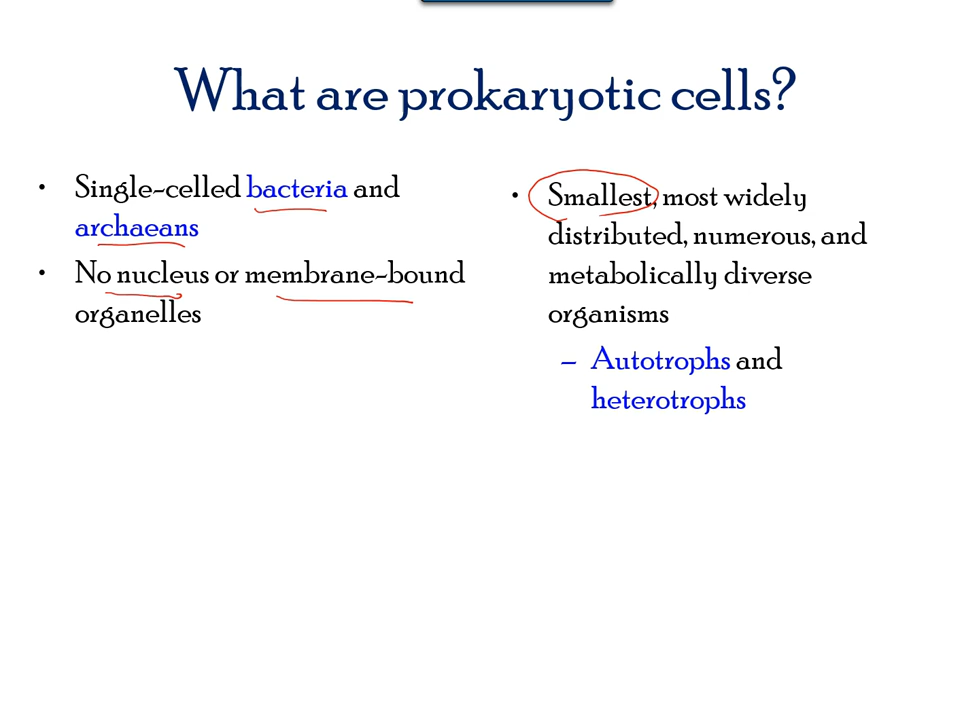 What are prokaryotic cells?
• Single-celled bacteria and
archaeans
• No nucleus or membrane-bound
organelles
• Smallest, most widely
distributed, numerous, and
metabolically diverse
organisms
– Autotrophs and
heterotrophs